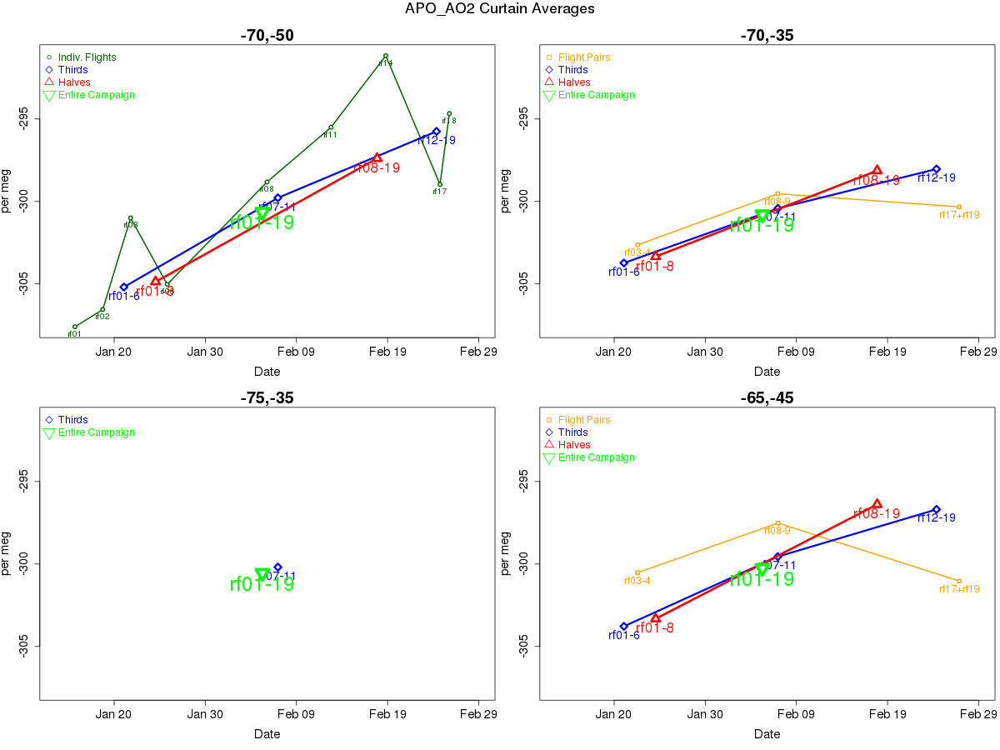 APO_AO2 Curtain Averages
-70,-50
Indiv. Flights
Thirds
Halves
Entire Campaign
per meg
-295
-300
-305
rf14
rf18
rf12-19
rf11
rf08-19
rf17
rf08
rf07-11
rf01-19
rf03
rf01-6
rf01-8
rf06
rf02
rf01
Jan 20
Jan 30
Feb 09
Feb 19
Feb 29
Date
-70,-35
Flight Pairs
Thirds
Halves
Entire Campaign
per meg
-295
-300
-305
rf08-19
rf12-19
rf08-9
rf17+rf19
rf07-11
rf01-19
rf03-4
rf01-6
rf01-8
Jan 20
Jan 30
Feb 09
Feb 19
Feb 29
Date
-75,-35
Thirds
Entire Campaign
per meg
-295
-300
-305
rf07-11
rf01-19
Jan 20
Jan 30
Feb 09
Feb 19
Feb 29
Date
-65,-45
Flight Pairs
Thirds
Halves
Entire Campaign
per meg
-295
-300
-305
rf08-19
rf12-19
rf08-9
rf07-11
rf01-19
rf03-4
rf17+rf19
rf01-8
rf01-6
Jan 20
Jan 30
Feb 09
Feb 19
Feb 29
Date